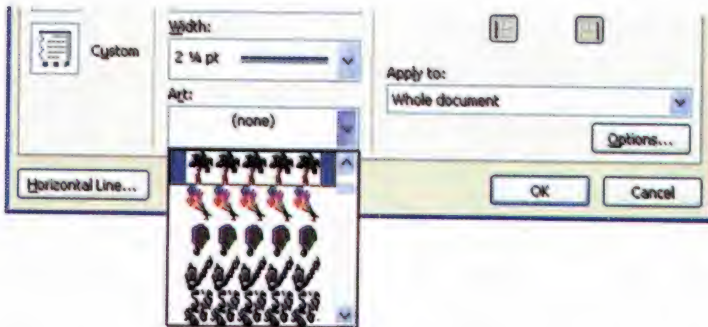 Width:
Custom
2 ¼ pt
Apply to:
Art:
Whole document
(none)
Options...
Horizontal Line...
OK
Cancel